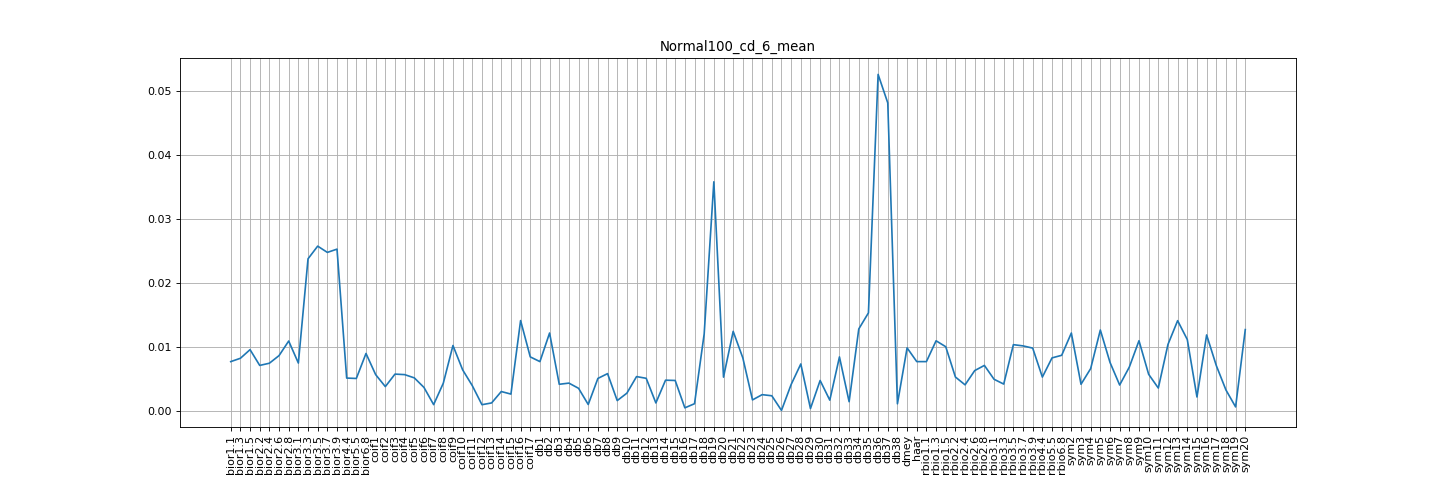 Normal100_cd_6_mean
0.05
0.04
0.03
0.02
0.01
0.00
bior1.1
bior1.3
bior1.5
bior2.2
bior2.4
bior2.6
bior2.8
bior3.1
bior3.3
bior3.5
bior3.7
bior3.9
bior4.4
bior5.5
bior6.8
coif1
coif2
coif3
coif4
coif5
coif6
coif7
coif8
coif9
coif10
coif11
coif12
coif13
coif14
coif15
coif16
coif17
db1
db2
db3
db4
db5
db6
db7
db8
db9
db10
db11
db12
db13
db14
db15
db16
db17
db18
db19
db20
db21
db22
db23
db24
db25
db26
db27
db28
db29
db30
db31
db32
db33
db34
db35
db36
db37
db38
dmey
haar
rbio1.1
rbio1.3
rbio1.5
rbio2.2
rbio2.4
rbio2.6
rbio2.8
rbio3.1
rbio3.3
rbio3.5
rbio3.7
rbio3.9
rbio4.4
rbio5.5
rbio6.8
sym2
sym3
sym4
sym5
sym6
sym7
sym8
sym9
sym10
sym11
sym12
sym13
sym14
sym15
sym16
sym17
sym18
sym19
sym20